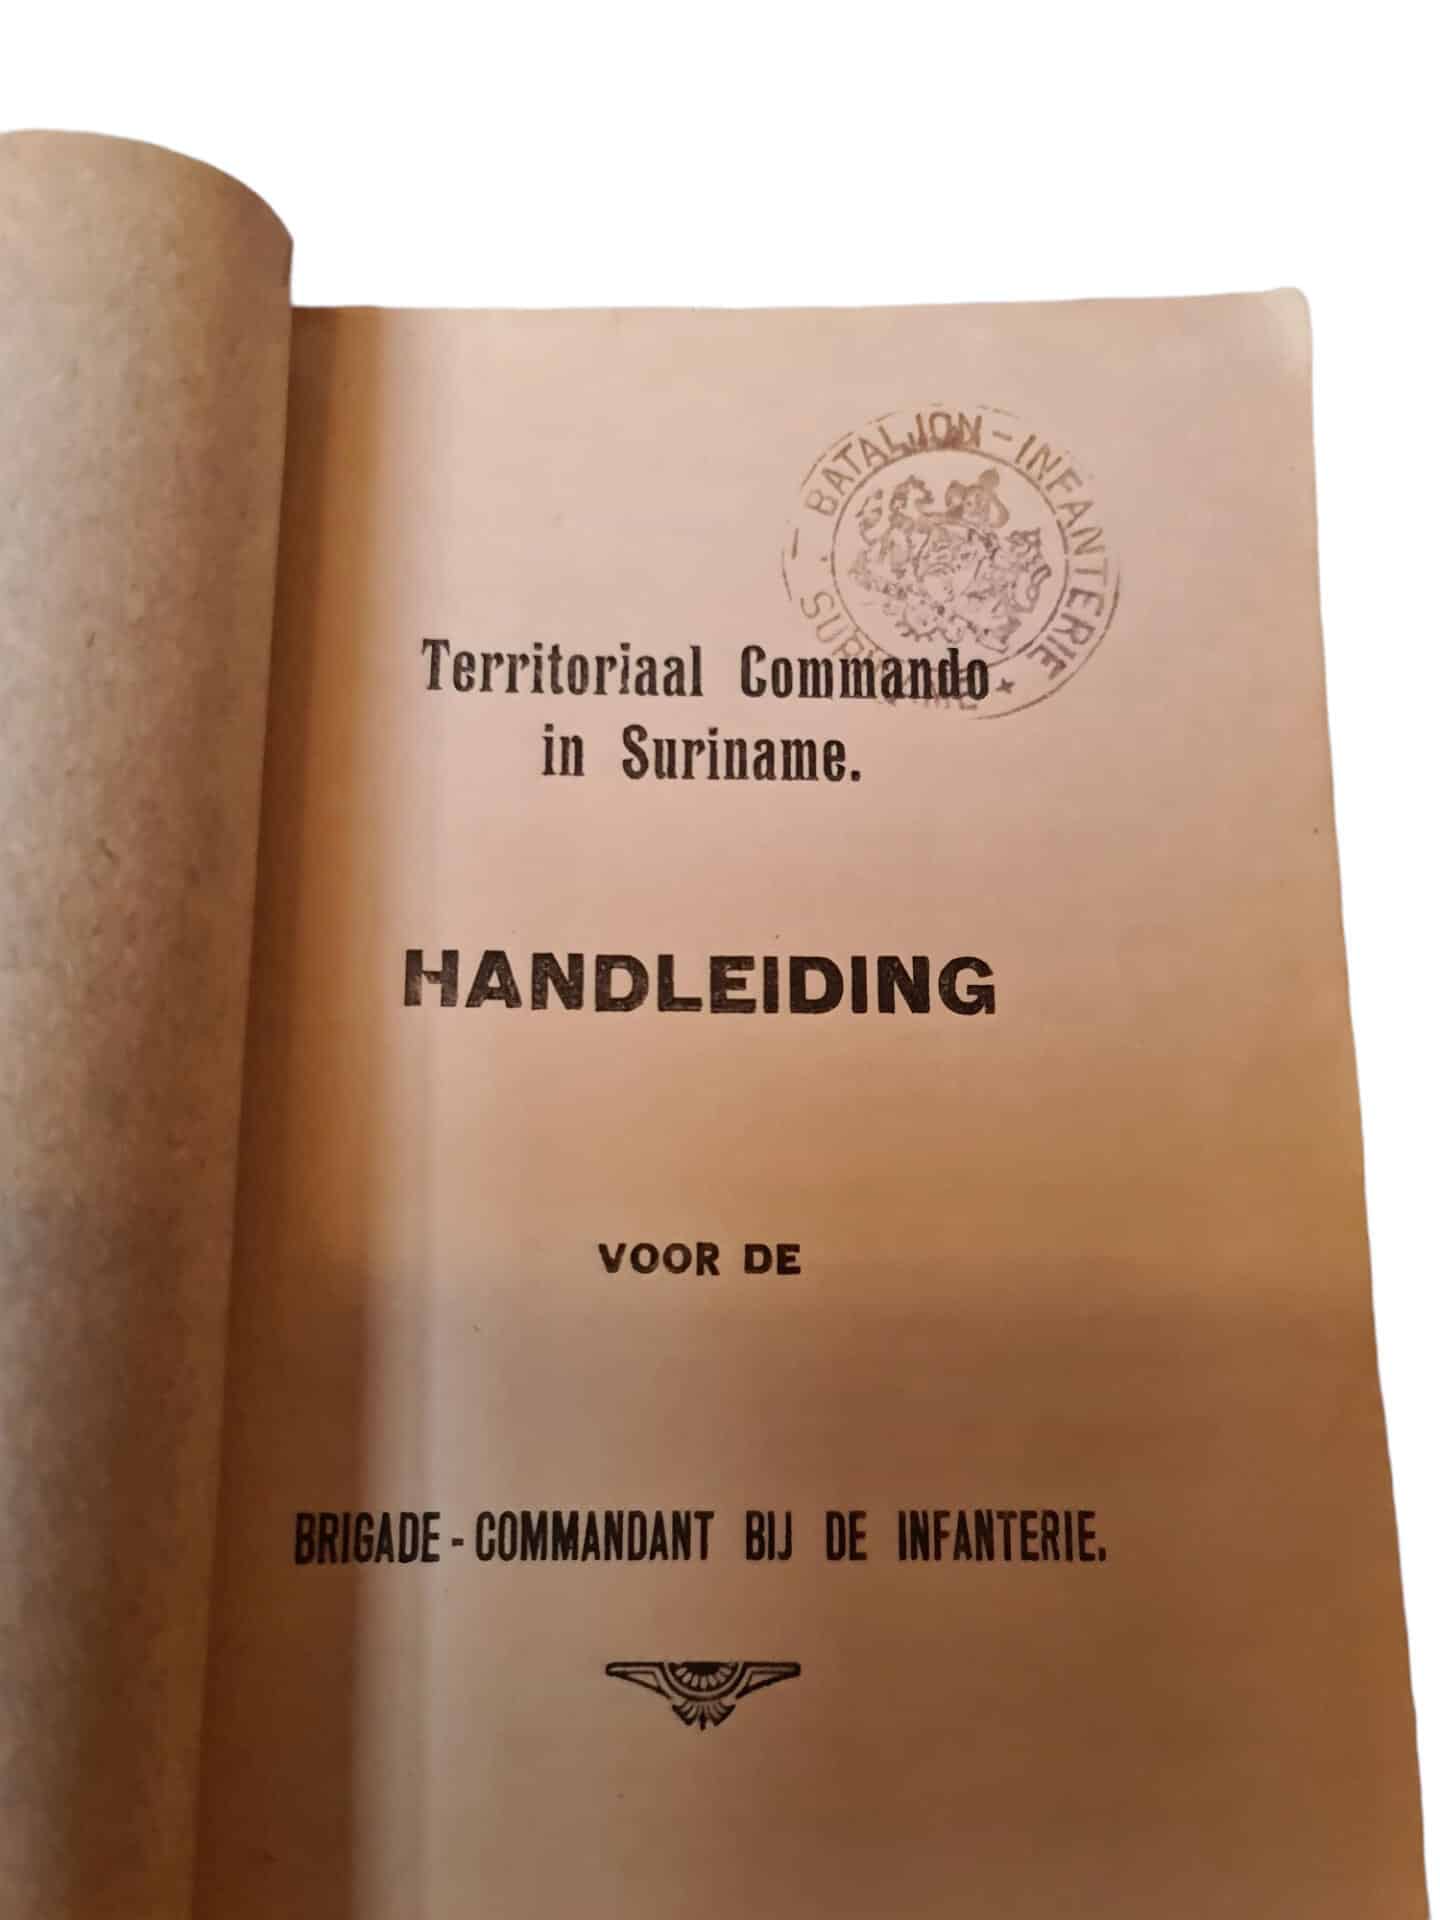 BATALJON-INFANTERIE
SURINAME
Territoriaal Commando
in Suriname.
HANDLEIDING
VOOR DE
BRIGADE-COMMANDANT BIJ DE INFANTERIE.